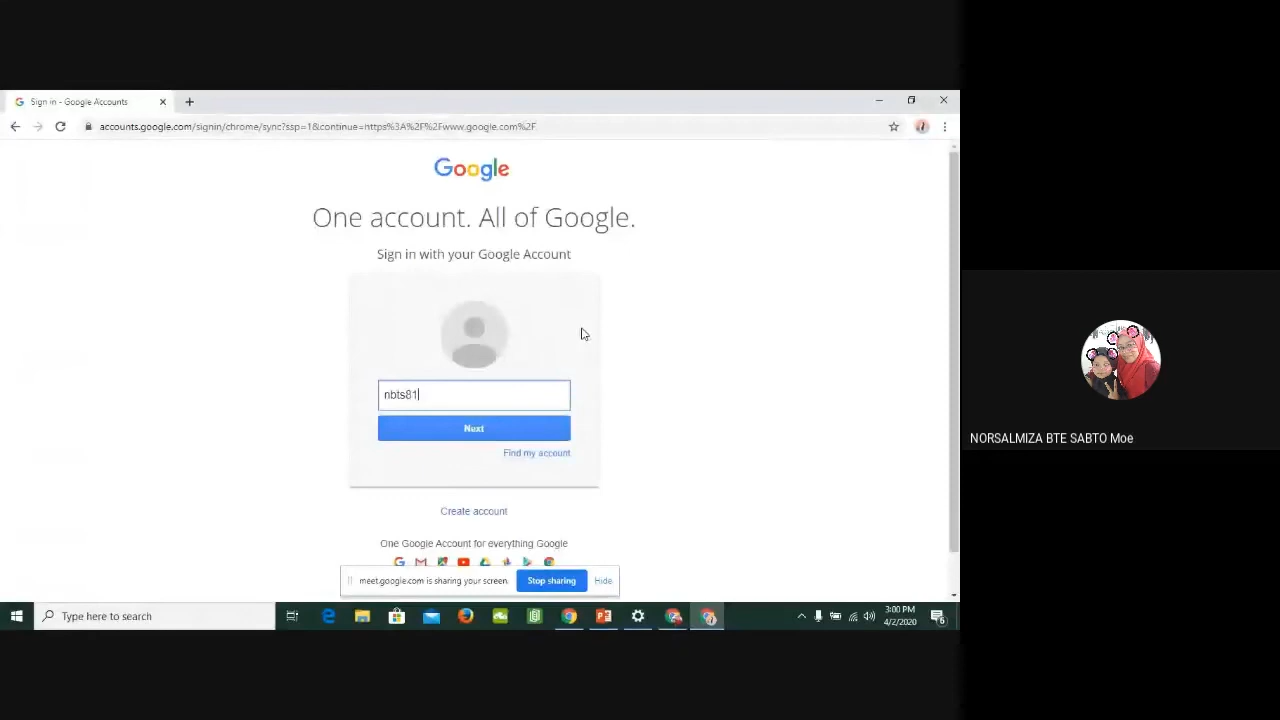 Sign in - Google Accounts
accounts.google.com/signin/chrome/sync?ssp=1&continue=https%3A%2F%2Fwww.google.com%2F
Google
One account. All of Google.
Sign in with your Google Account
nbts81
Next
Find my account
Create account
One Google Account for everything Google
meet.google.com is sharing your screen.
Stop sharing
Hide
Type here to search
3:00 PM
4/2/2020
6
NORSALMIZA BTE SABTO Moe